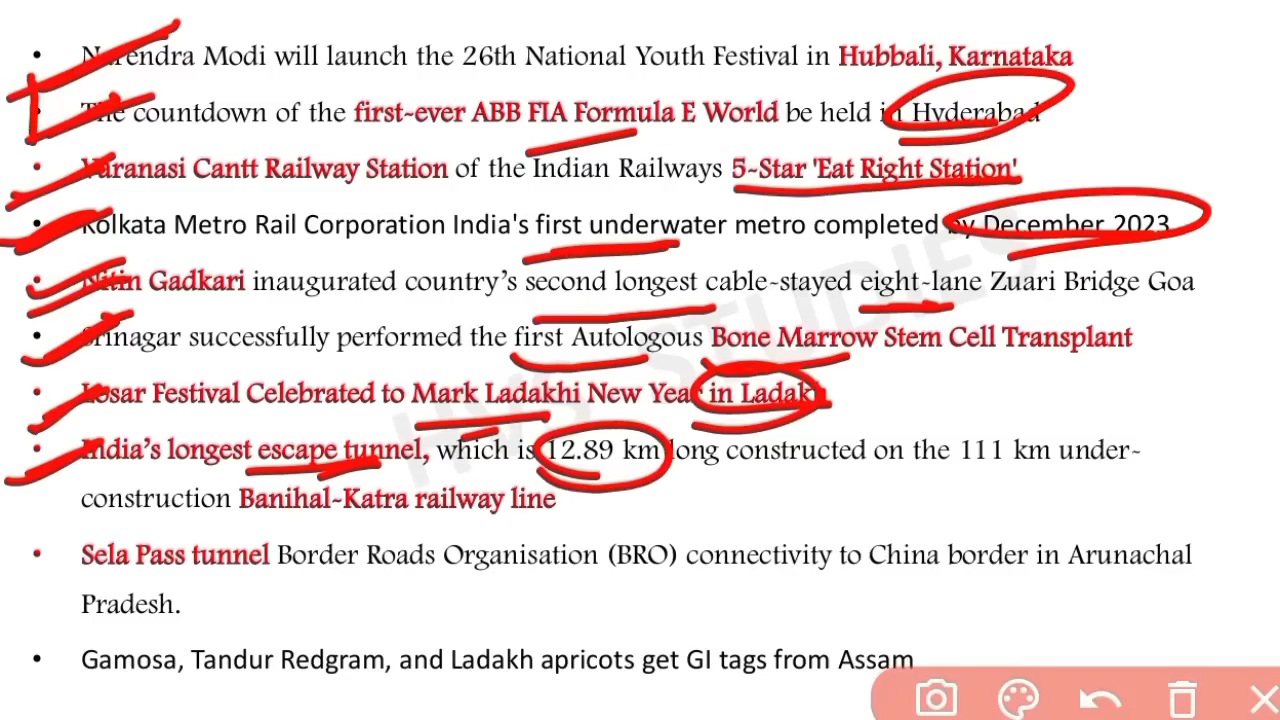 • Narendra Modi will launch the 26th National Youth Festival in Hubbali, Karnataka
• The countdown of the first-ever ABB FIA Formula E World be held in Hyderabad
• Varanasi Cantt Railway Station of the Indian Railways 5-Star 'Eat Right Station'
• Kolkata Metro Rail Corporation India's first underwater metro completed by December 2023
• Nitin Gadkari inaugurated country’s second longest cable-stayed eight-lane Zuari Bridge Goa
• Srinagar successfully performed the first Autologous Bone Marrow Stem Cell Transplant
• Losar Festival Celebrated to Mark Ladakhi New Year in Ladakh
• India’s longest escape tunnel, which is 12.89 km long constructed on the 111 km under-
construction Banihal-Katra railway line
• Sela Pass tunnel Border Roads Organisation (BRO) connectivity to China border in Arunachal
Pradesh.
• Gamosa, Tandur Redgram, and Ladakh apricots get GI tags from Assam
HVS STUDIES